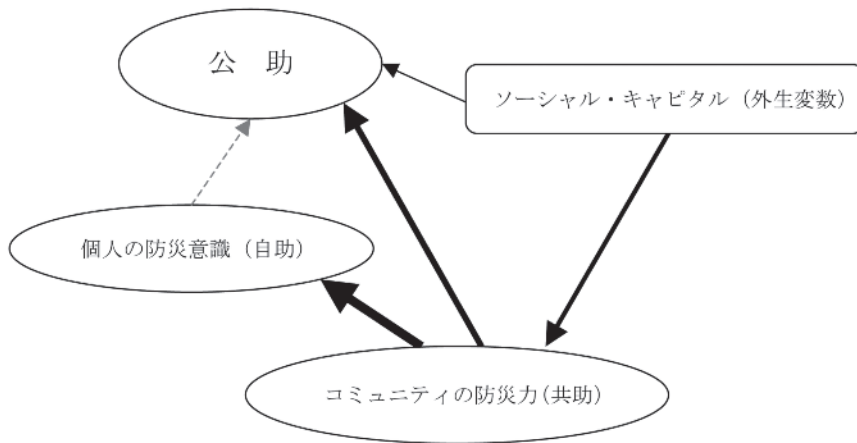 公　助
ソーシャル・キャピタル（外生変数）
個人の防災意識（自助）
コミュニティの防災力（共助）